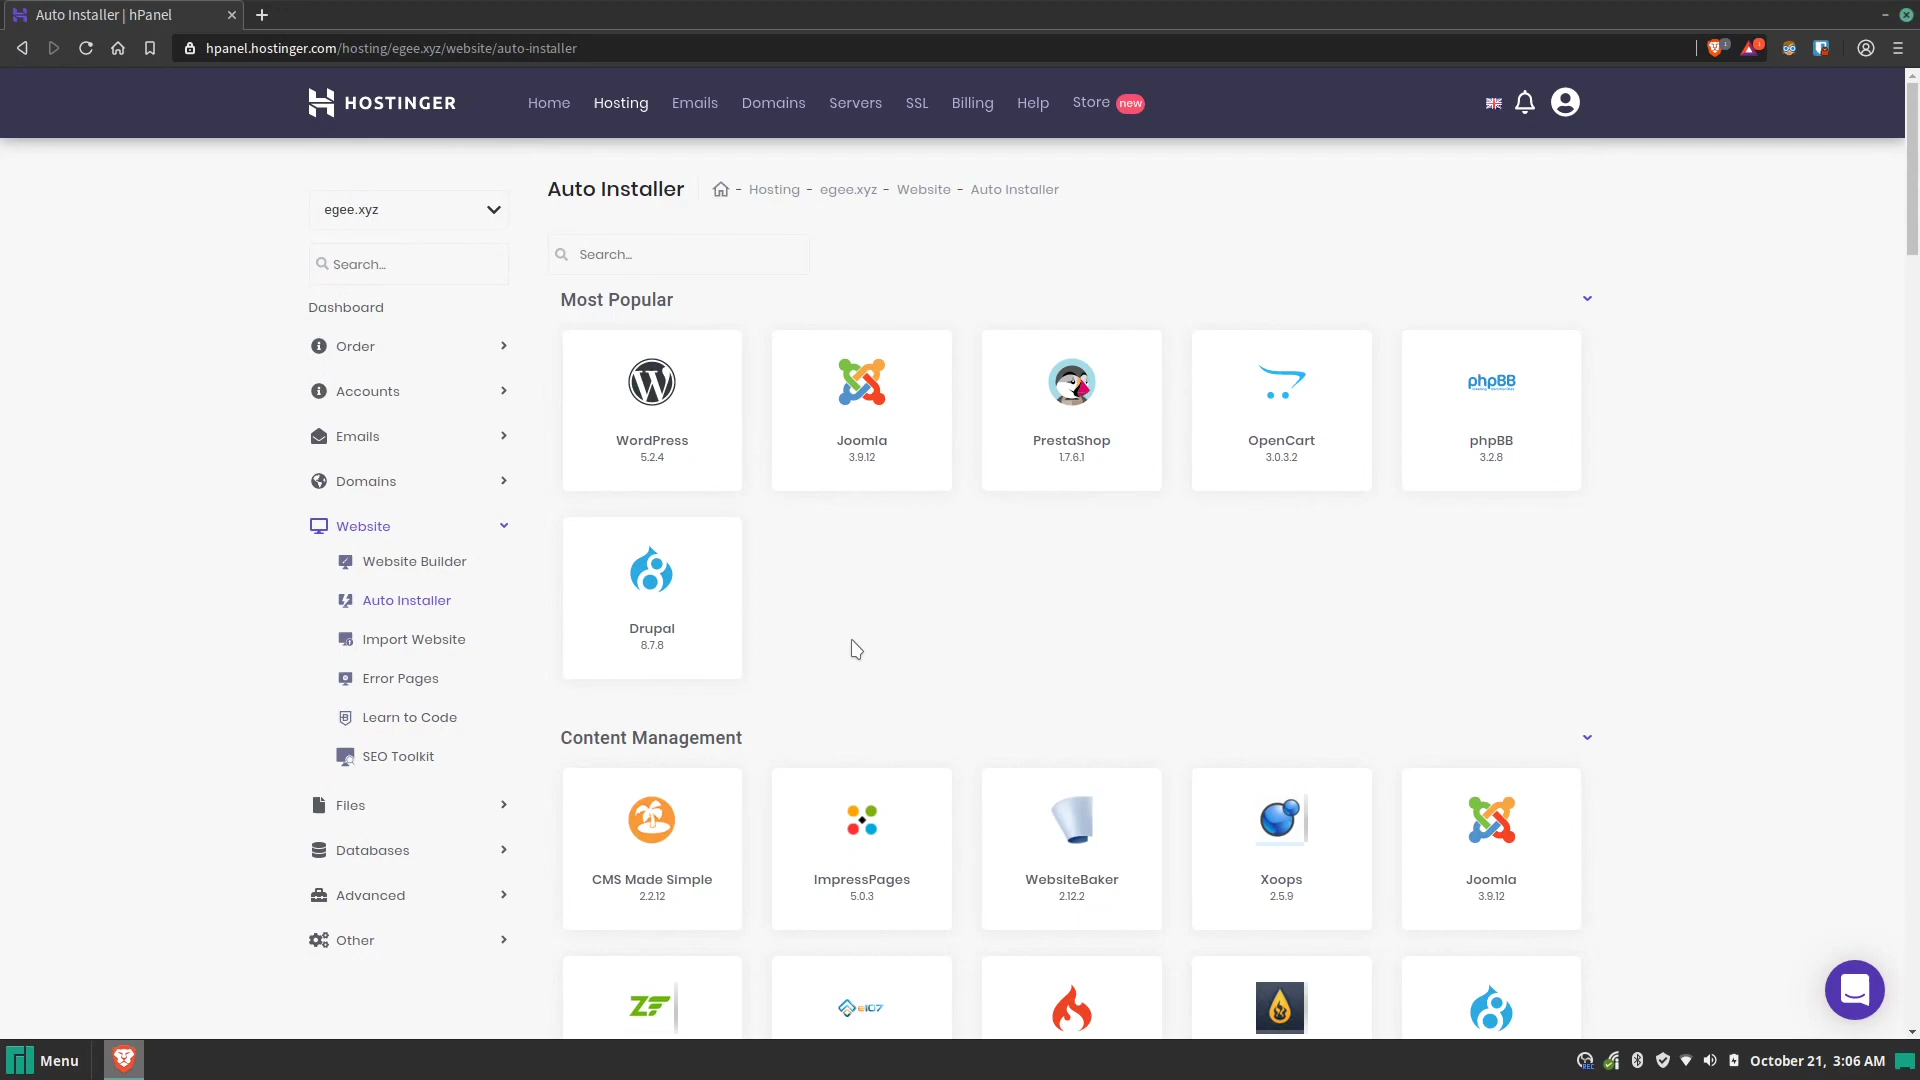 Auto Installer | hPanel
hpanel.hostinger.com/hosting/egee.xyz/website/auto-installer
HOSTINGER
Home
Hosting
Emails
Domains
Servers
SSL
Billing
Help
Store new
egee.xyz
Search...
Dashboard
Order
Accounts
Emails
Domains
Website
Website Builder
Auto Installer
Import Website
Error Pages
Learn to Code
SEO Toolkit
Files
Databases
Advanced
Other
Auto Installer
- Hosting - egee.xyz - Website - Auto Installer
Search...
Most Popular
WordPress
5.2.4
Joomla
3.9.12
PrestaShop
1.7.6.1
OpenCart
3.0.3.2
phpBB
phpBB
3.2.8
Drupal
8.7.8
Content Management
CMS Made Simple
2.2.12
ImpressPages
5.0.3
WebsiteBaker
2.12.2
Xoops
2.5.9
Joomla
3.9.12
ZF
e107
Menu
REC
October 21, 3:06 AM